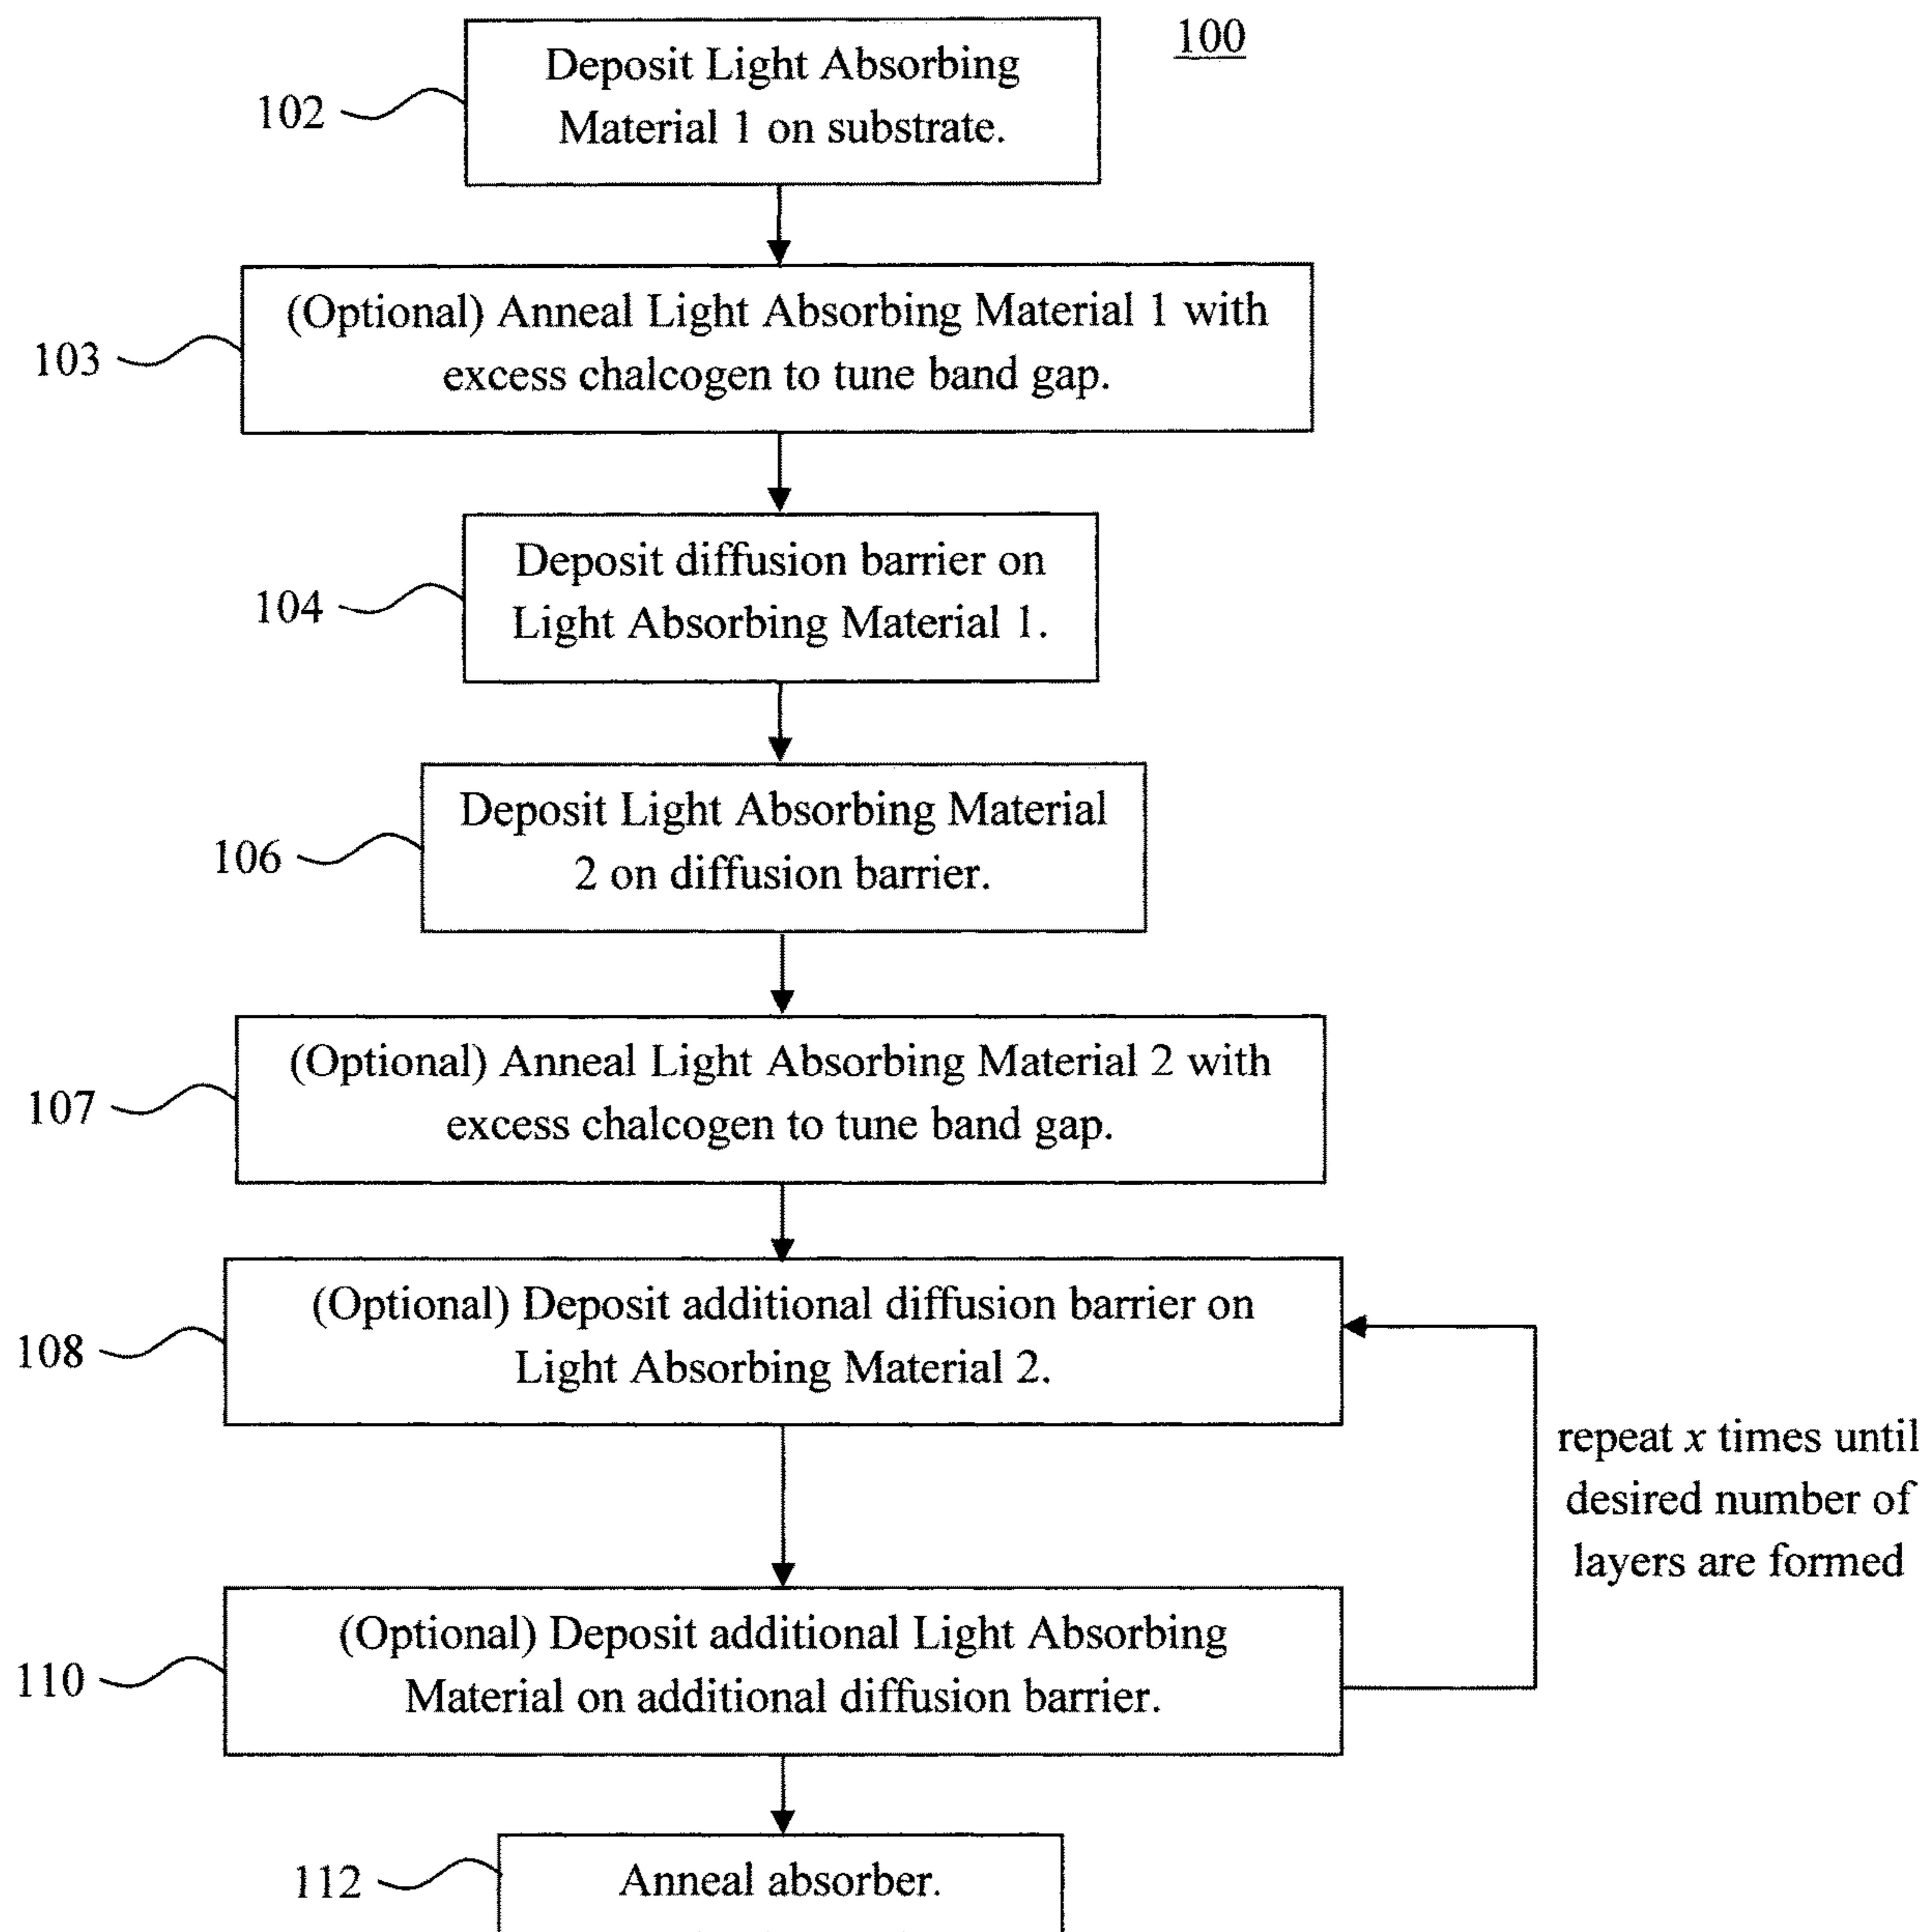 100
Deposit Light Absorbing
Material 1 on substrate.
102
(Optional) Anneal Light Absorbing Material 1 with
excess chalcogen to tune band gap.
103
Deposit diffusion barrier on
Light Absorbing Material 1.
104
Deposit Light Absorbing Material
2 on diffusion barrier.
106
(Optional) Anneal Light Absorbing Material 2 with
excess chalcogen to tune band gap.
107
(Optional) Deposit additional diffusion barrier on
Light Absorbing Material 2.
108
repeat x times until
desired number of
layers are formed
(Optional) Deposit additional Light Absorbing
Material on additional diffusion barrier.
110
Anneal absorber.
112